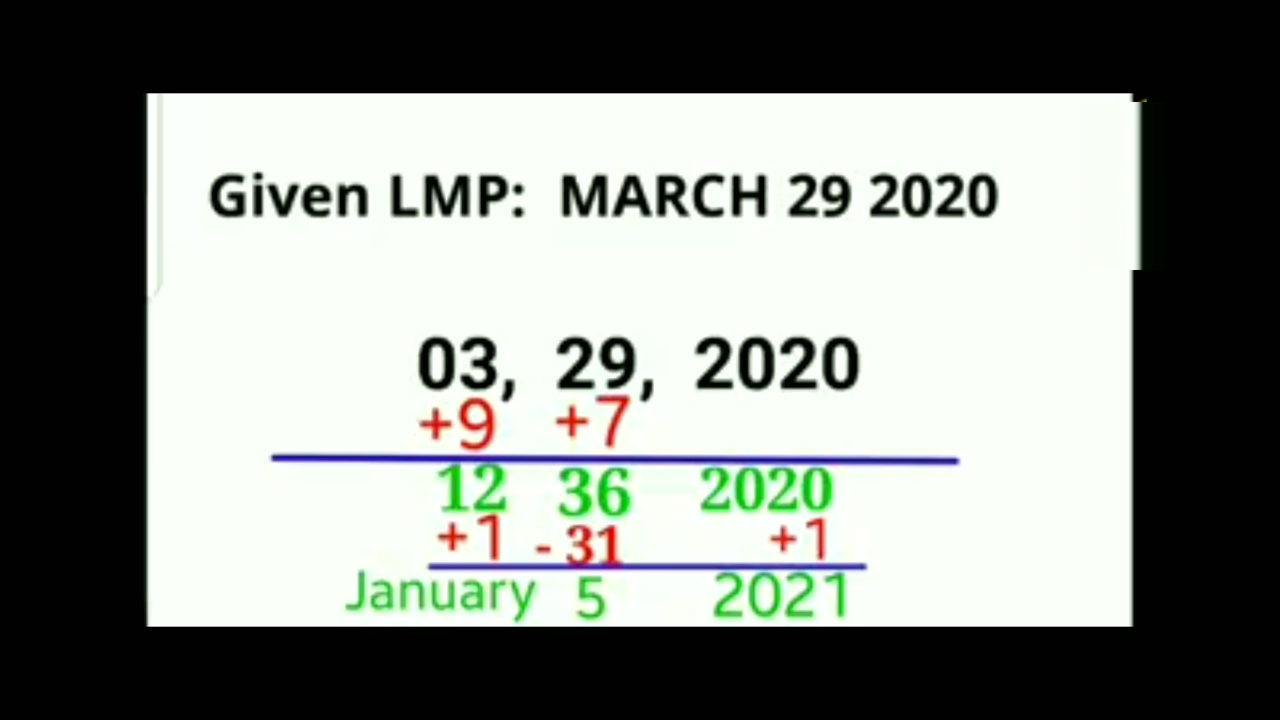 Given LMP: MARCH 29 2020
03, 29, 2020
+9 +7
12 36 2020
+1 - 31 +1
January 5 2021